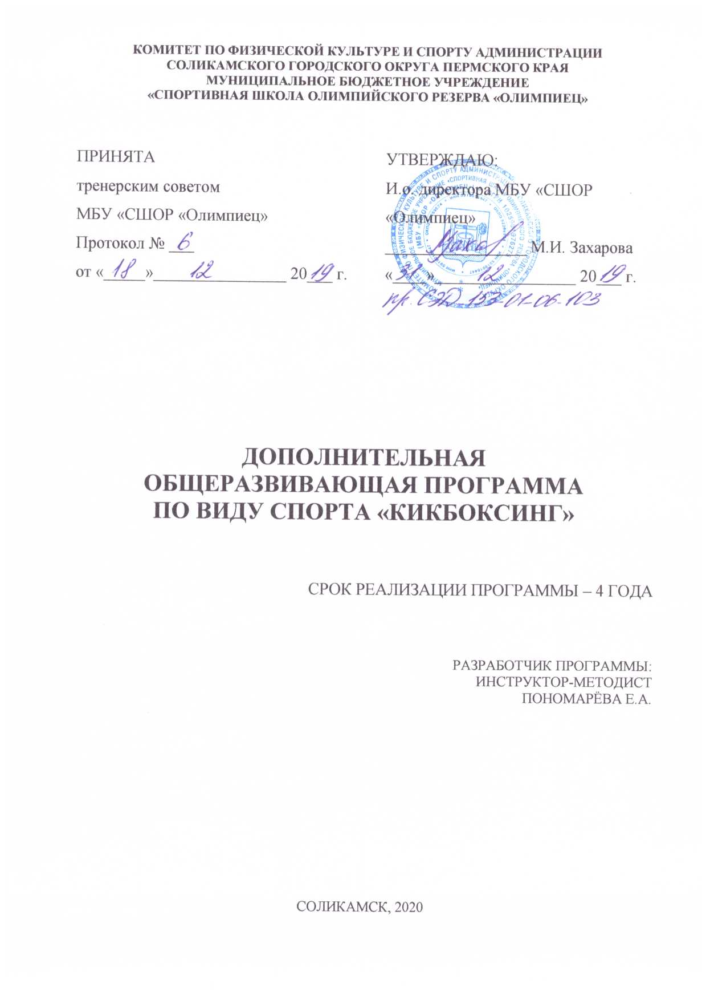 КОМИТЕТ ПО ФИЗИЧЕСКОЙ КУЛЬТУРЕ И СПОРТУ АДМИНИСТРАЦИИ
СОЛИКАМСКОГО ГОРОДСКОГО ОКРУГА ПЕРМСКОГО КРАЯ
МУНИЦИПАЛЬНОЕ БЮДЖЕТНОЕ УЧРЕЖДЕНИЕ
«СПОРТИВНАЯ ШКОЛА ОЛИМПИЙСКОГО РЕЗЕРВА «ОЛИМПИЕЦ»
ПРИНЯТА
тренерским советом
МБУ «СШОР «Олимпиец»
Протокол № 6
от «18» 12 2019 г.
УТВЕРЖДАЮ:
И.о. директора МБУ «СШОР
«Олимпиец»
М.И. Захарова
«31» 12 2019 г.
пр. СЭД-153-01-06-103
ДОПОЛНИТЕЛЬНАЯ
ОБЩЕРАЗВИВАЮЩАЯ ПРОГРАММА
ПО ВИДУ СПОРТА «КИКБОКСИНГ»
СРОК РЕАЛИЗАЦИИ ПРОГРАММЫ – 4 ГОДА
РАЗРАБОТЧИК ПРОГРАММЫ:
ИНСТРУКТОР-МЕТОДИСТ
ПОНОМАРЁВА Е.А.
СОЛИКАМСК, 2020